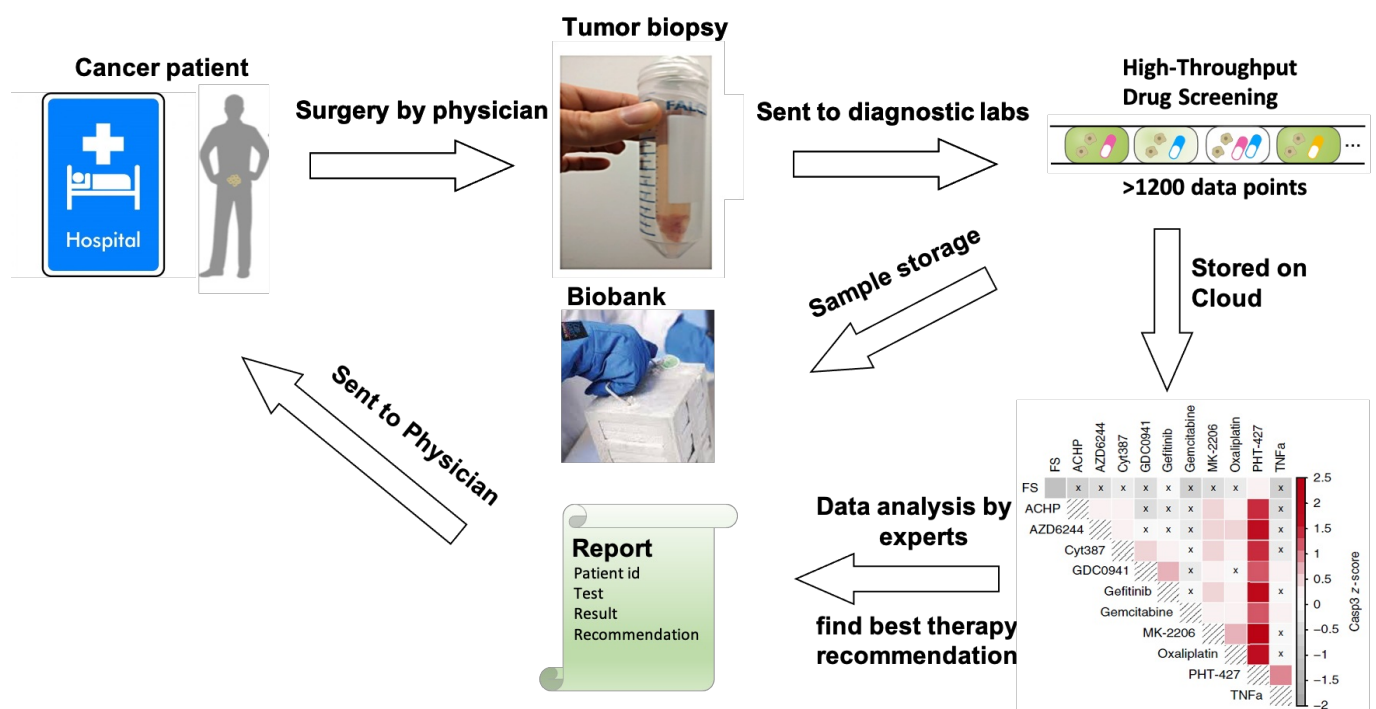 Cancer patient
Hospital
Surgery by physician
Tumor biopsy
FAL
Sent to diagnostic labs
High-Throughput
Drug Screening
...
>1200 data points
Sample storage
Stored on
Cloud
Biobank
Sent to Physician
Report
Patient id
Test
Result
Recommendation
Data analysis by
experts
find best therapy
recommendation
FS
ACHP
AZD6244
Cyt387
GDC0941
Gefitinib
Gemcitabine
MK-2206
Oxaliplatin
PHT-427
TNFa
FS x x x x x x x x x
ACHP x x x x
AZD6244 x x x x
Cyt387 x x
GDC0941 x x
Gefitinib x x
Gemcitabine
MK-2206 x
Oxaliplatin x
PHT-427
TNFa
2.5
2
1.5
1
0.5
0
−0.5
−1
−1.5
−2
Casp3 z-score